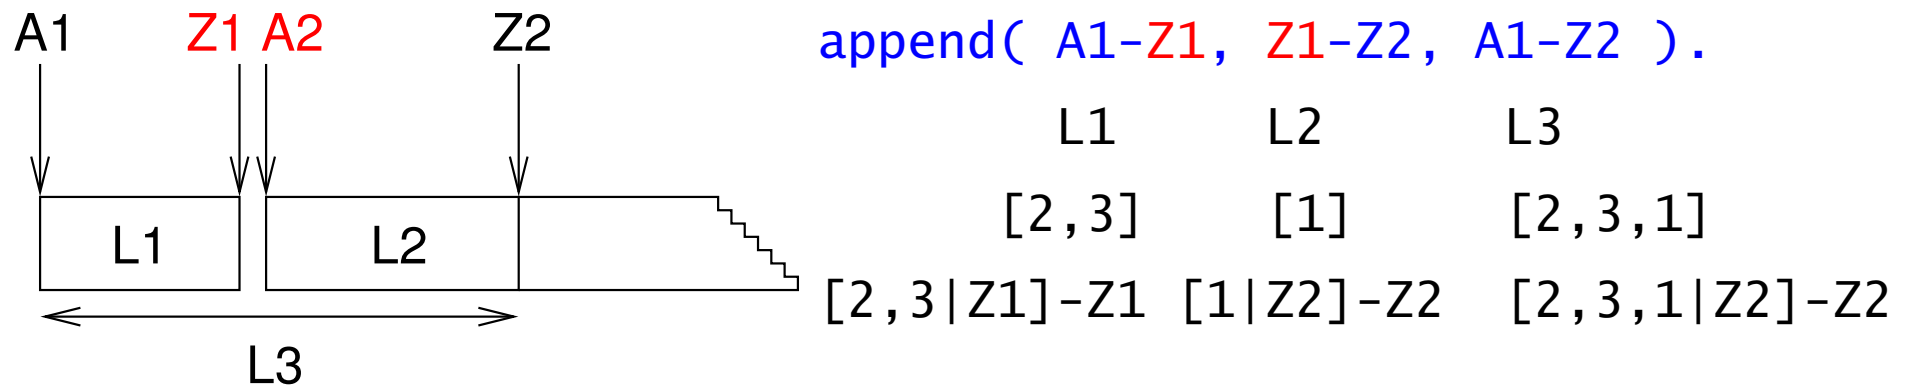 A1 Z1 A2 Z2
L1 L2
L3
append( A1-Z1, Z1-Z2, A1-Z2 ).
L1 L2 L3
[2,3] [1] [2,3,1]
[2,3|Z1]-Z1 [1|Z2]-Z2 [2,3,1|Z2]-Z2